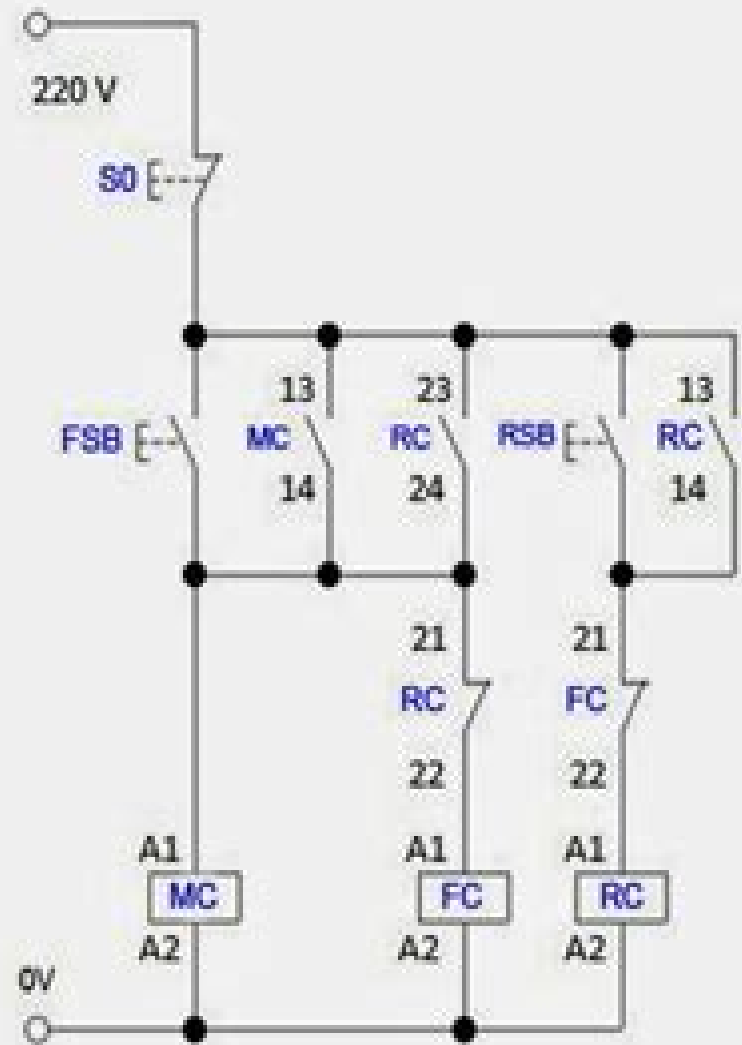 220 V
S0
13 23 13
FSB MC RC RSB RC
14 24 14
21 21
RC FC
22 22
A1 A1 A1
MC FC RC
A2 A2 A2
0V